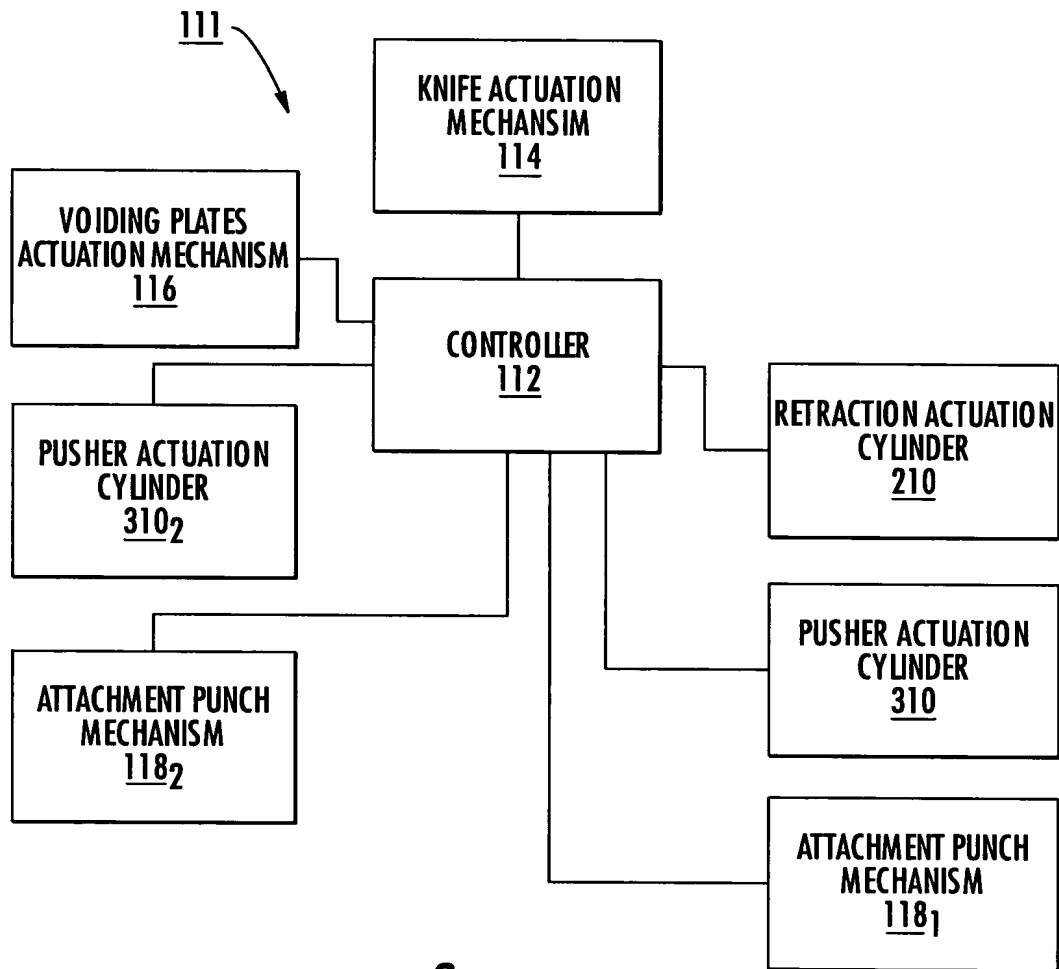 111
KNIFE ACTUATION
MECHANSIM
114
VOIDING PLATES
ACTUATION MECHANISM
116
CONTROLLER
112
PUSHER ACTUATION
CYLINDER
310₂
RETRACTION ACTUATION
CYLINDER
210
ATTACHMENT PUNCH
MECHANISM
118₂
PUSHER ACTUATION
CYLINDER
310
ATTACHMENT PUNCH
MECHANISM
118₁